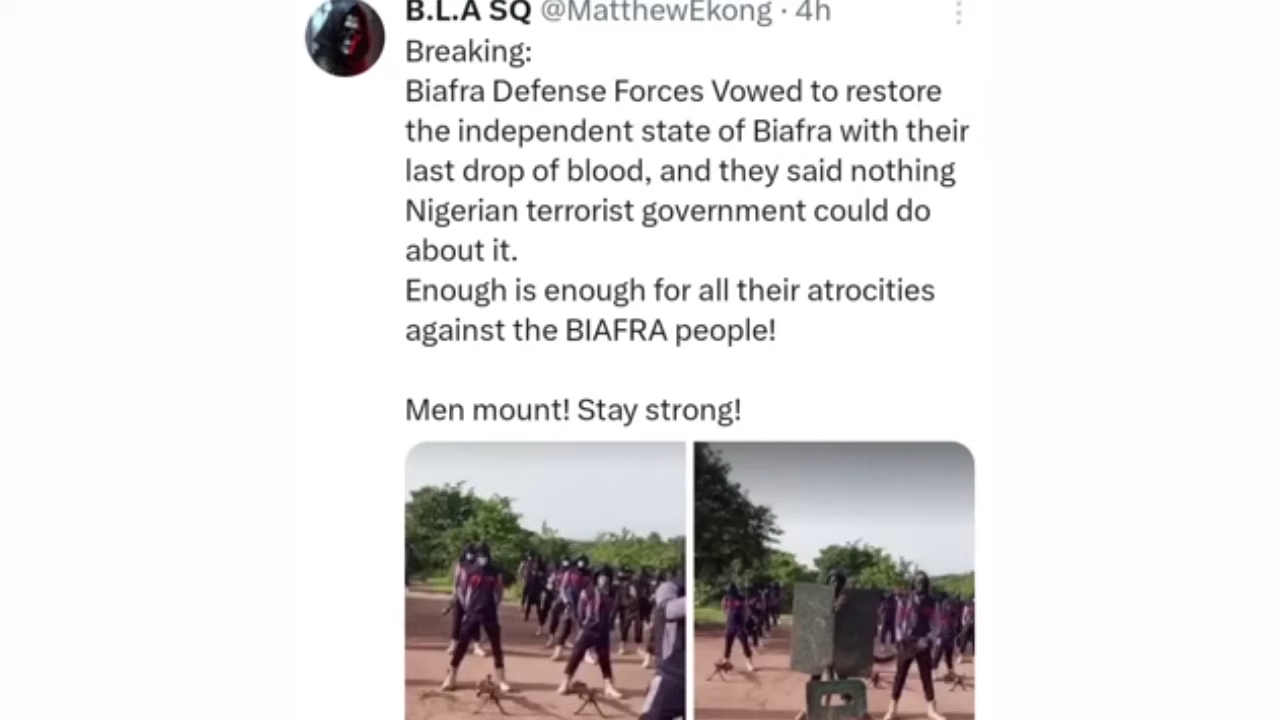 B.L.A SQ @MatthewEkong · 4h
Breaking:
Biafra Defense Forces Vowed to restore
the independent state of Biafra with their
last drop of blood, and they said nothing
Nigerian terrorist government could do
about it.
Enough is enough for all their atrocities
against the BIAFRA people!
Men mount! Stay strong!